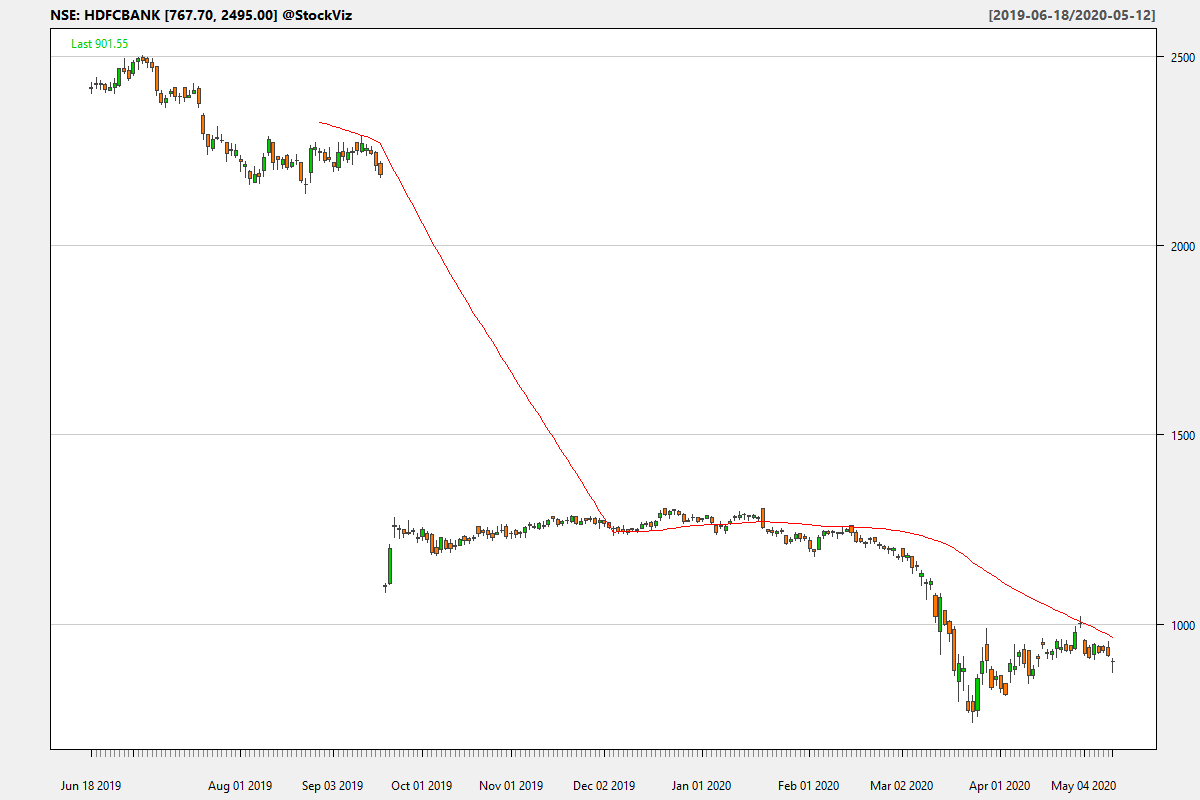 NSE: HDFCBANK [767.70, 2495.00] @StockViz
[2019-06-18/2020-05-12]
Last 901.55
2500
2000
1500
1000
Jun 18 2019
Aug 01 2019
Sep 03 2019
Oct 01 2019
Nov 01 2019
Dec 02 2019
Jan 01 2020
Feb 01 2020
Mar 02 2020
Apr 01 2020
May 04 2020